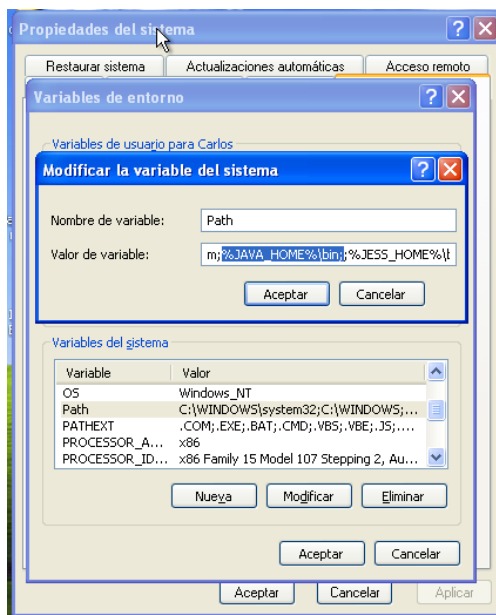 Propiedades del sistema
Restaurar sistema Actualizaciones automáticas Acceso remoto
Variables de entorno
Variables de usuario para Carlos
Modificar la variable del sistema
Nombre de variable: Path
Valor de variable: m;%JAVA_HOME%\bin;;%JESS_HOME%\b
Aceptar Cancelar
Variables del sistema
Variable Valor
OS Windows_NT
Path C:\WINDOWS\system32;C:\WINDOWS;...
PATHEXT .COM;.EXE;.BAT;.CMD;.VBS;.VBE;.JS;....
PROCESSOR_A... x86
PROCESSOR_ID... x86 Family 15 Model 107 Stepping 2, Au...
Nueva Modificar Eliminar
Aceptar Cancelar
Aceptar Cancelar Aplicar